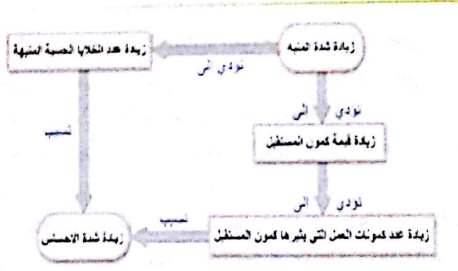 زيادة شدة المنبه
تؤدي الى
زيادة عدد الخلايا الحسية المنبهة
تؤدي الى
زيادة قيمة كمون المستقبل
تسبب
تؤدي الى
زيادة عدد كمونات العمل التي يثيرها كمون المستقبل
تسبب
زيادة شدة الاحساس